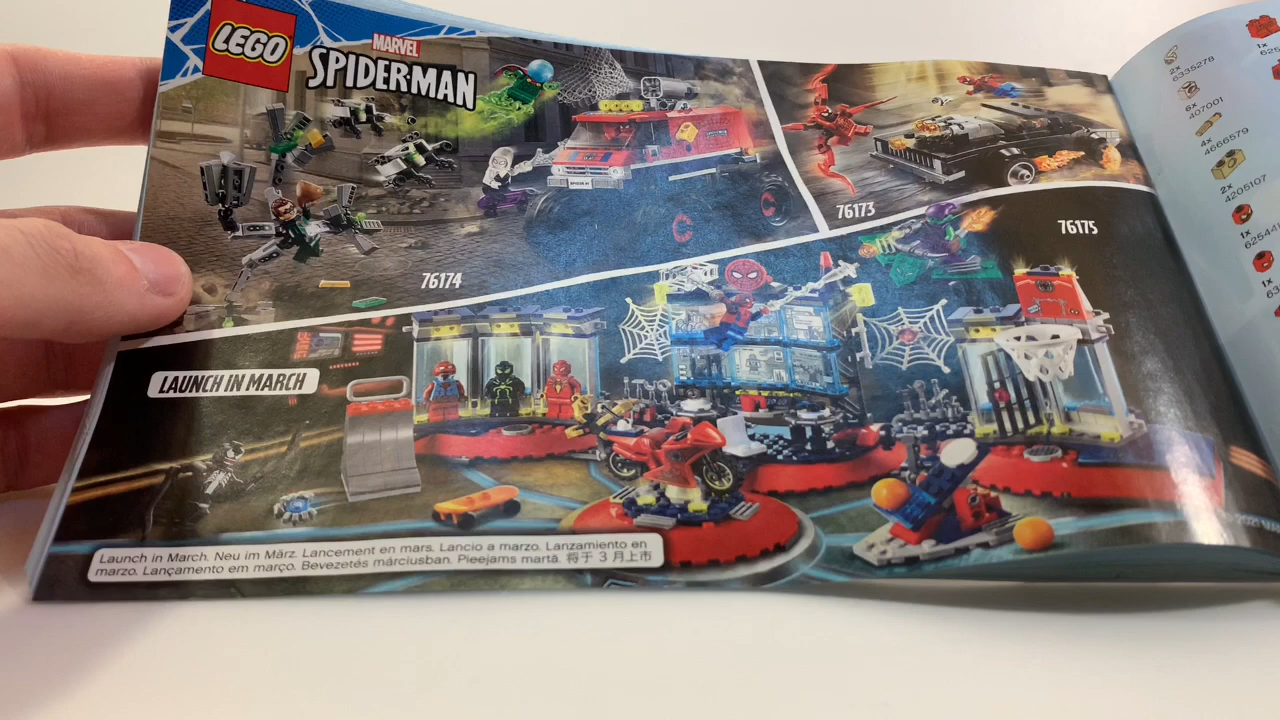 LEGO
MARVEL
SPIDERMAN
76174
76173
76175
LAUNCH IN MARCH
Launch in March. Neu im März. Lancement en mars. Lancio a marzo. Lanzamiento en
marzo. Lançamento em março. Bevezetés márciusban. Pieejams martā. 将于 3 月上市
2x
6335278
6x
407001
4x
4666579
2x
4205107
1x
1x
1x